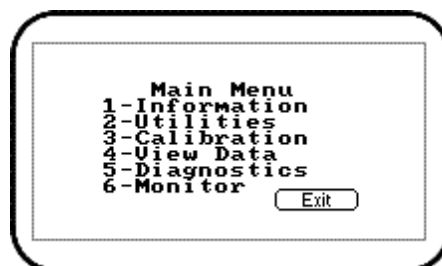 Main Menu
1-Information
2-Utilities
3-Calibration
4-View Data
5-Diagnostics
6-Monitor
Exit